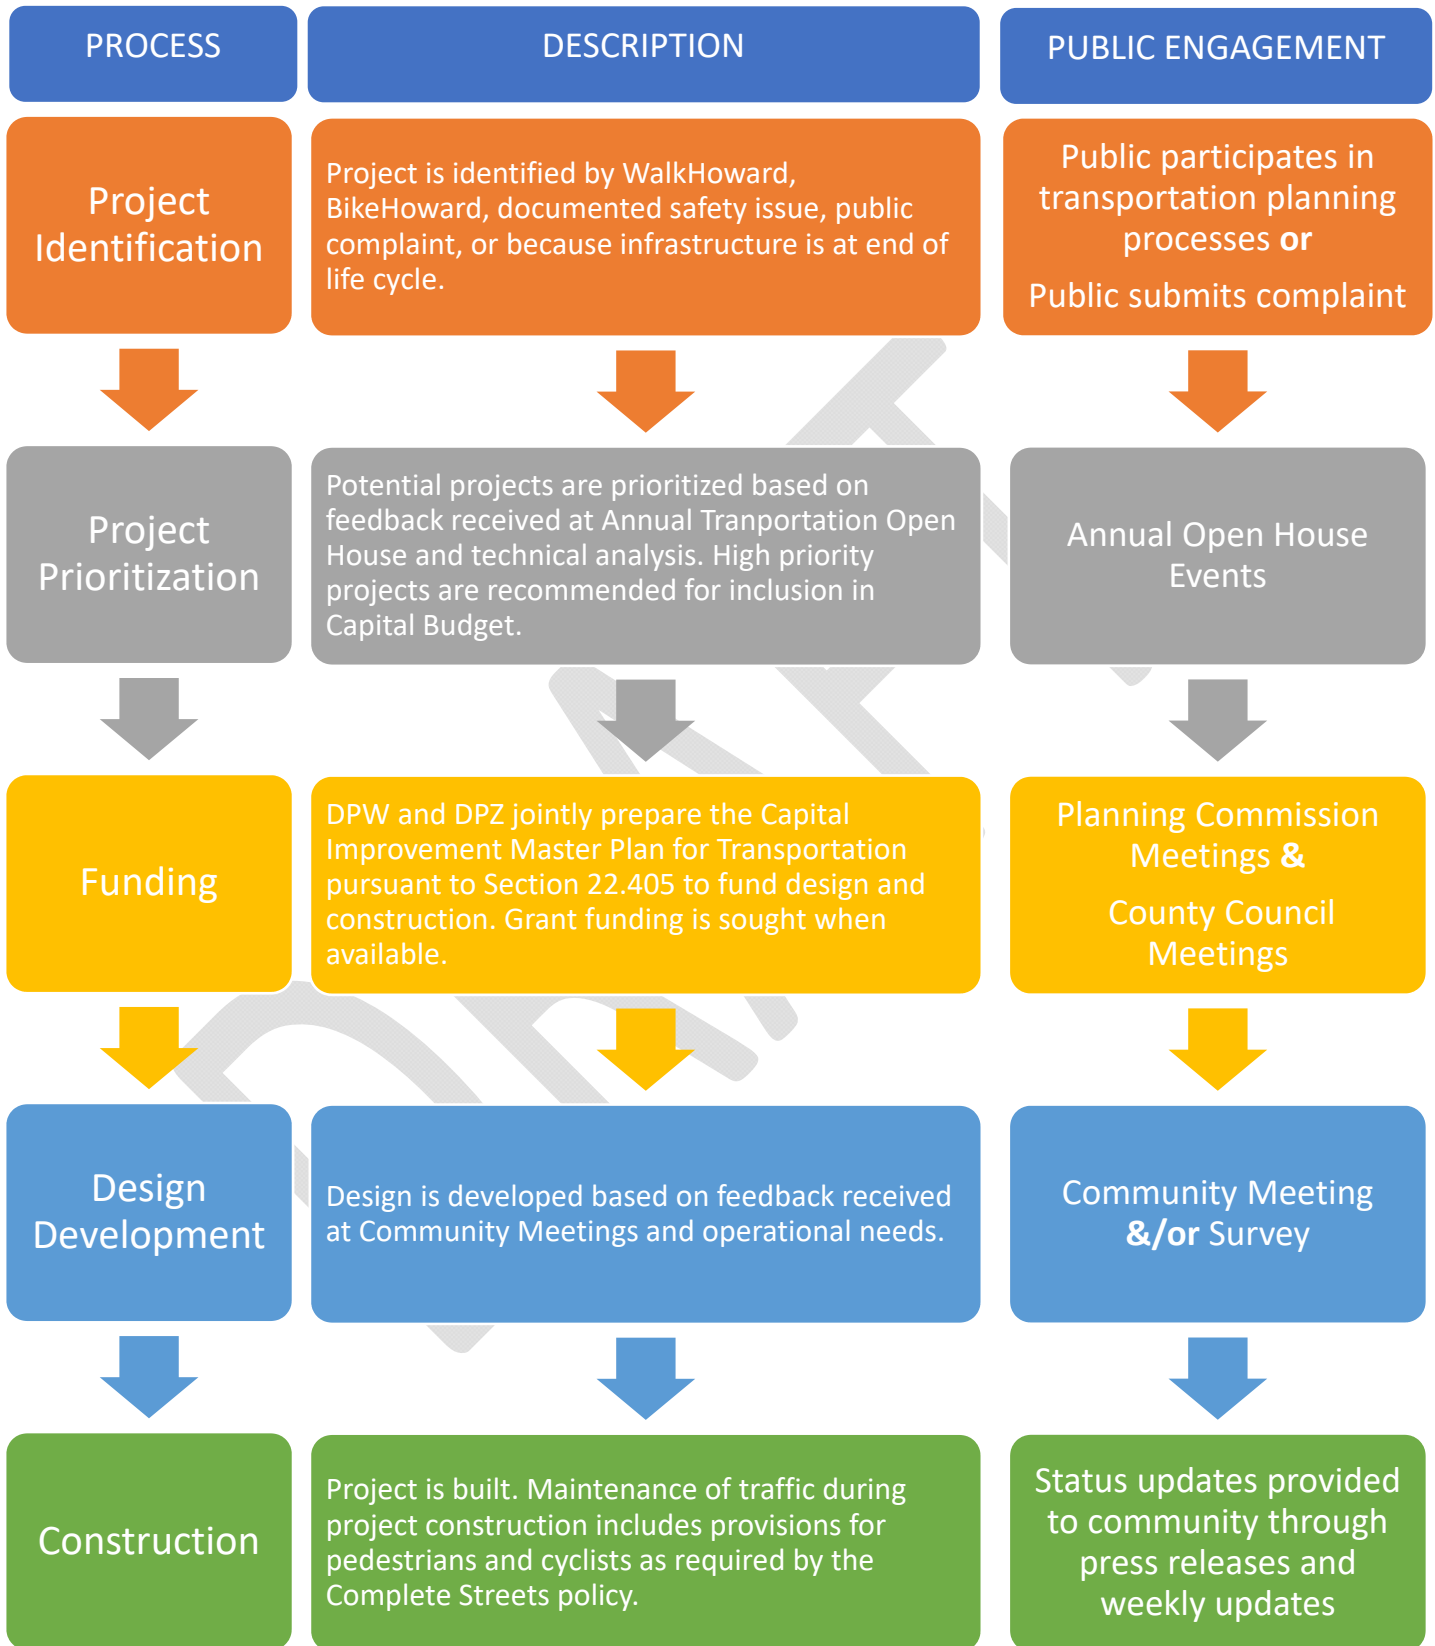 PROCESS
DESCRIPTION
PUBLIC ENGAGEMENT
Project
Identification
Project is identified by WalkHoward,
BikeHoward, documented safety issue, public
complaint, or because infrastructure is at end of
life cycle.
Public participates in
transportation planning
processes or
Public submits complaint
Project
Prioritization
Potential projects are prioritized based on
feedback received at Annual Tranportation Open
House and technical analysis. High priority
projects are recommended for inclusion in
Capital Budget.
Annual Open House
Events
Funding
DPW and DPZ jointly prepare the Capital
Improvement Master Plan for Transportation
pursuant to Section 22.405 to fund design and
construction. Grant funding is sought when
available.
Planning Commission
Meetings &
County Council
Meetings
Design
Development
Design is developed based on feedback received
at Community Meetings and operational needs.
Community Meeting
&/or Survey
Construction
Project is built. Maintenance of traffic during
project construction includes provisions for
pedestrians and cyclists as required by the
Complete Streets policy.
Status updates provided
to community through
press releases and
weekly updates
DRAFT